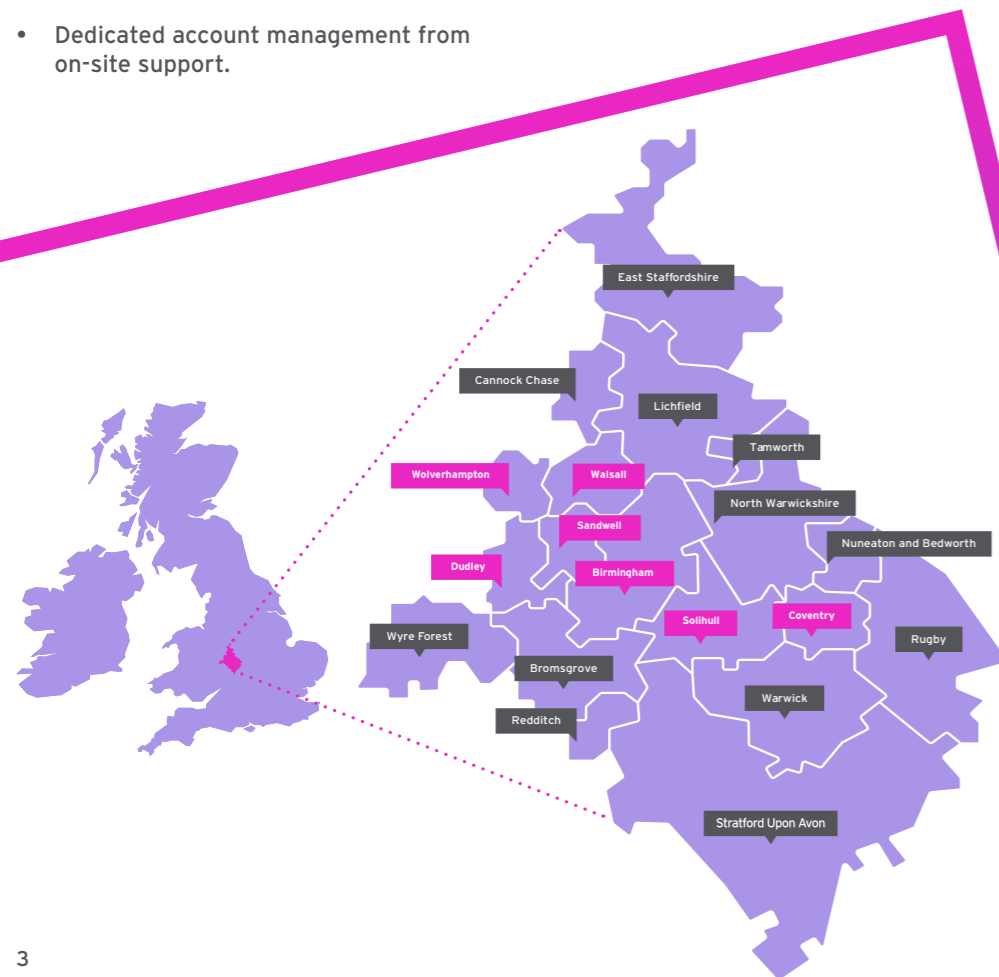 • Dedicated account management from
on-site support.
East Staffordshire
Cannock Chase
Lichfield
Tamworth
Wolverhampton
Walsall
North Warwickshire
Sandwell
Nuneaton and Bedworth
Dudley
Birmingham
Solihull
Coventry
Wyre Forest
Rugby
Bromsgrove
Warwick
Redditch
Stratford Upon Avon
3